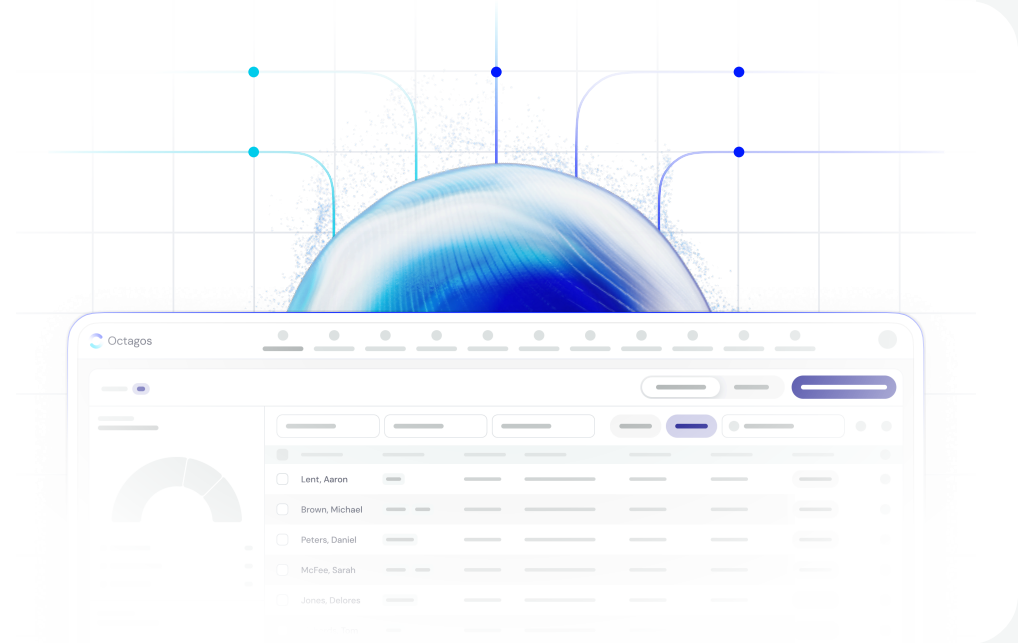 Octagos
Lent, Aaron
Brown, Michael
Peters, Daniel
McFee, Sarah
Jones, Delores